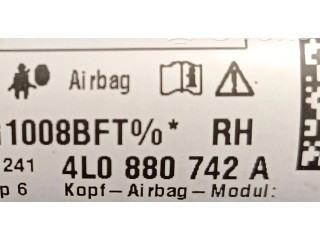 Airbag
1008BFT%* RH
241 4L0 880 742 A
p 6 Kopf-Airbag-Modul: